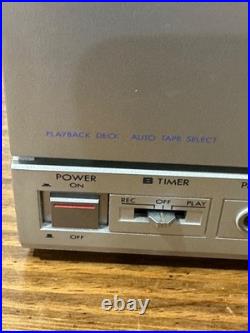 PLAYBACK DECK AUTO TAPE SELECT
POWER
ON
OFF
TIMER
REC OFF PLAY
P